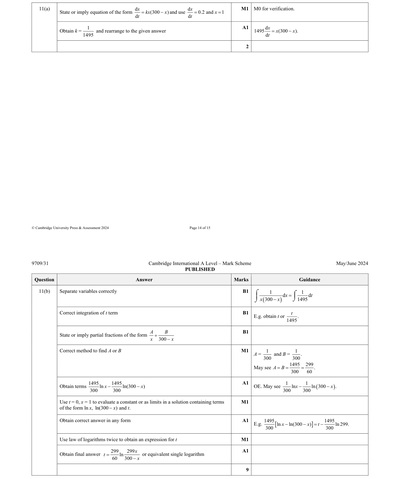 11(a)
State or imply equation of the form dx/dt = kx(300 − x) and use dx/dt = 0.2 and x = 1
M1
M0 for verification.
Obtain k = 1/1495 and rearrange to the given answer
A1
1495 dx/dt = x(300 − x).
2
© Cambridge University Press & Assessment 2024
Page 14 of 15
9709/31
Cambridge International A Level – Mark Scheme
May/June 2024
PUBLISHED
Question
Answer
Marks
Guidance
11(b)
Separate variables correctly
B1
∫ 1/(x(300 − x)) dx = ∫ 1/1495 dt
Correct integration of t term
B1
E.g. obtain t or t/1495.
State or imply partial fractions of the form A/x + B/(300 − x)
B1
Correct method to find A or B
M1
A = 1/300 and B = 1/300.
May see A = B = 1495/300 = 299/60.
Obtain terms 1495/300 ln x − 1495/300 ln(300 − x)
A1
OE. May see 1/300 ln x − 1/300 ln(300 − x).
Use t = 0, x = 1 to evaluate a constant or as limits in a solution containing terms
of the form ln x, ln(300 − x) and t
M1
Obtain correct answer in any form
A1
E.g. 1495/300 [ln x − ln(300 − x)] = t − 1495/300 ln 299.
Use law of logarithms twice to obtain an expression for t
M1
Obtain final answer t = 299/60 ln 299x/(300 − x) or equivalent single logarithm
A1
9